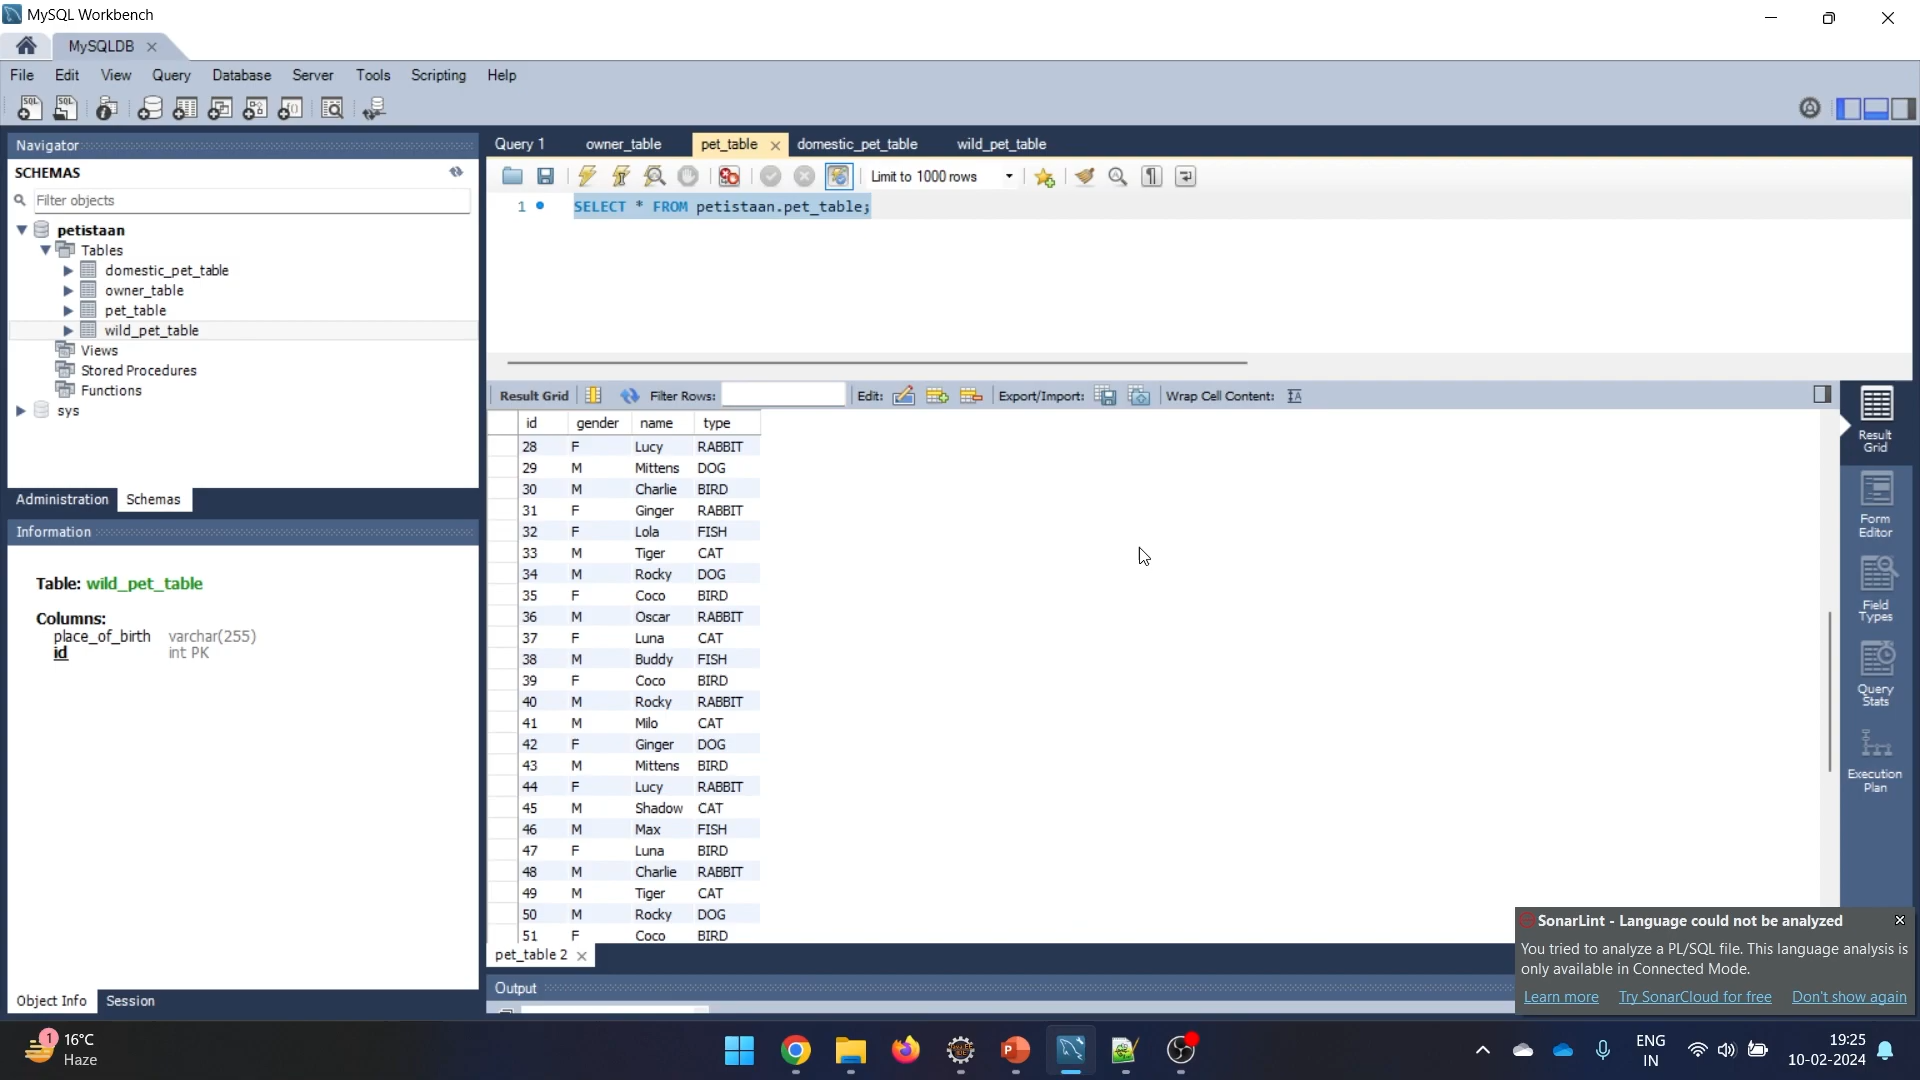 MySQL Workbench
MySQLDB
File Edit View Query Database Server Tools Scripting Help
Navigator
SCHEMAS
Filter objects
petistaan
Tables
domestic_pet_table
owner_table
pet_table
wild_pet_table
Views
Stored Procedures
Functions
sys
Administration Schemas
Information
Table: wild_pet_table
Columns:
place_of_birth varchar(255)
id int PK
Object Info Session
Query 1 owner_table pet_table domestic_pet_table wild_pet_table
Limit to 1000 rows
1 SELECT * FROM petistaan.pet_table;
Result Grid Filter Rows: Edit: Export/Import: Wrap Cell Content:
id gender name type
28 F Lucy RABBIT
29 M Mittens DOG
30 M Charlie BIRD
31 F Ginger RABBIT
32 F Lola FISH
33 M Tiger CAT
34 M Rocky DOG
35 F Coco BIRD
36 M Oscar RABBIT
37 F Luna CAT
38 M Buddy FISH
39 F Coco BIRD
40 M Rocky RABBIT
41 M Milo CAT
42 F Ginger DOG
43 M Mittens BIRD
44 F Lucy RABBIT
45 M Shadow CAT
46 M Max FISH
47 F Luna BIRD
48 M Charlie RABBIT
49 M Tiger CAT
50 M Rocky DOG
51 F Coco BIRD
pet_table 2
Output
Result
Grid
Form
Editor
Field
Types
Query
Stats
Execution
Plan
SonarLint - Language could not be analyzed
You tried to analyze a PL/SQL file. This language analysis is
only available in Connected Mode.
Learn more Try SonarCloud for free Don't show again
1
16°C
Haze
ENG
IN
19:25
10-02-2024